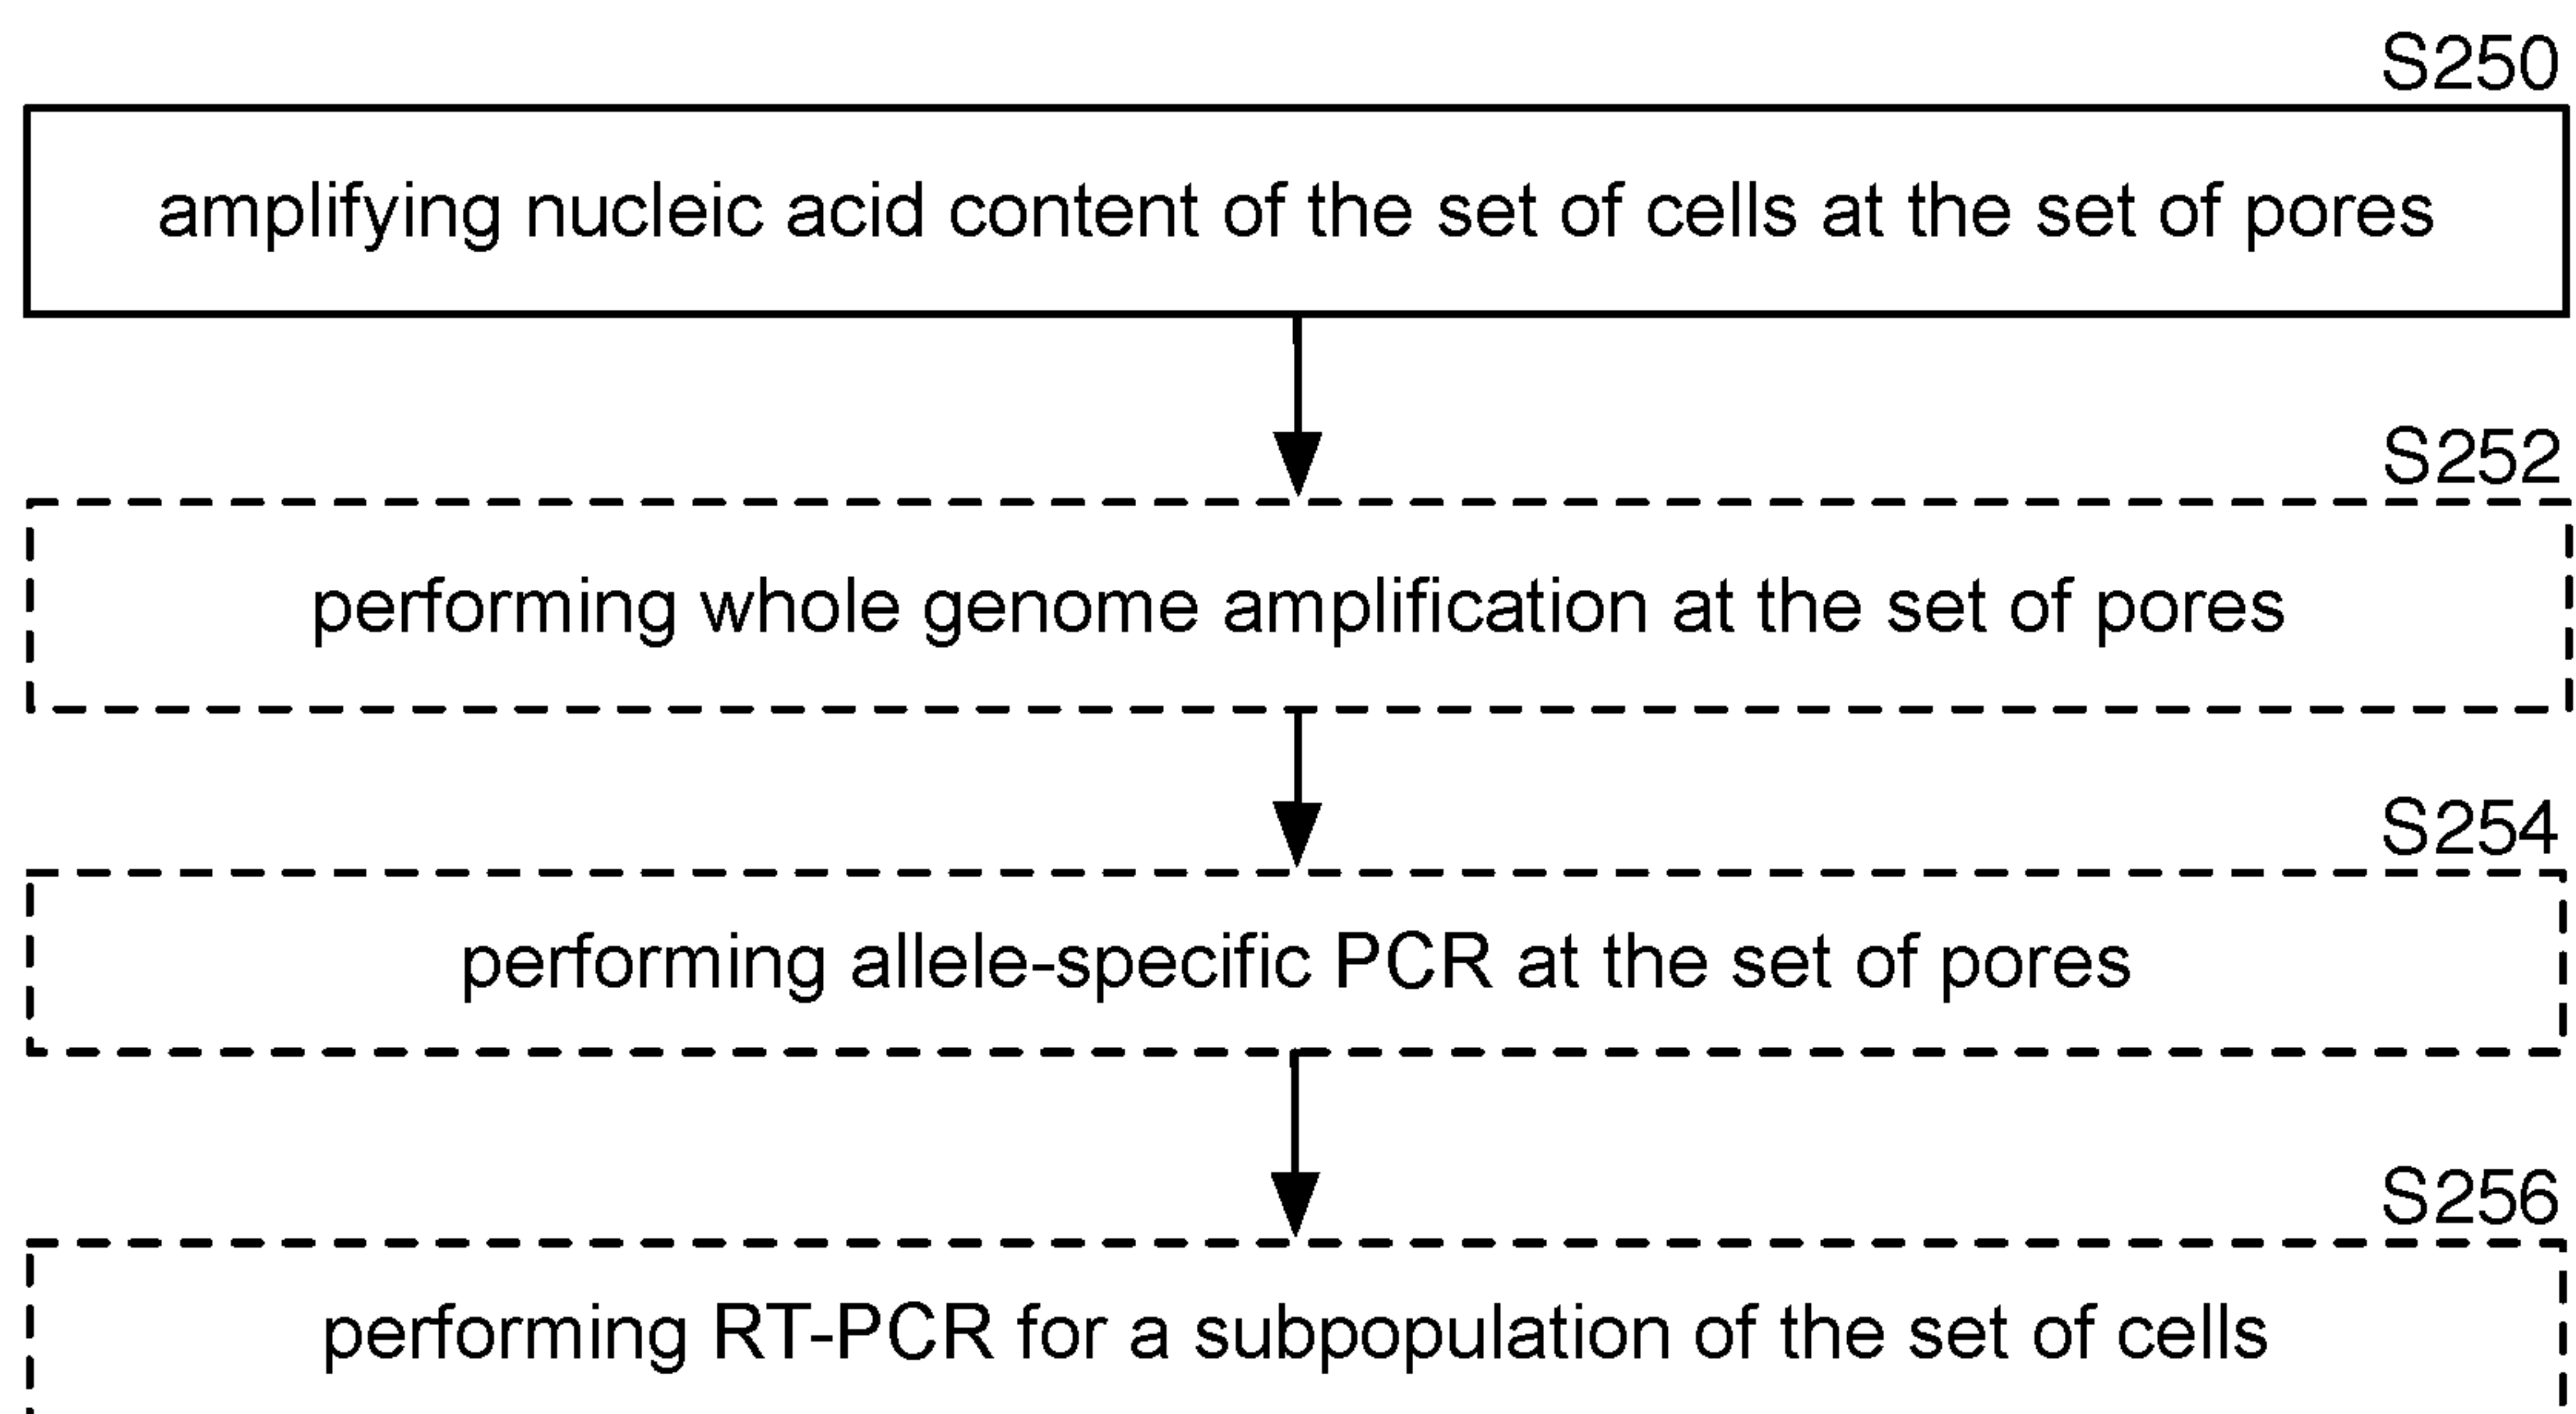 S250
amplifying nucleic acid content of the set of cells at the set of pores
S252
performing whole genome amplification at the set of pores
S254
performing allele-specific PCR at the set of pores
S256
performing RT-PCR for a subpopulation of the set of cells